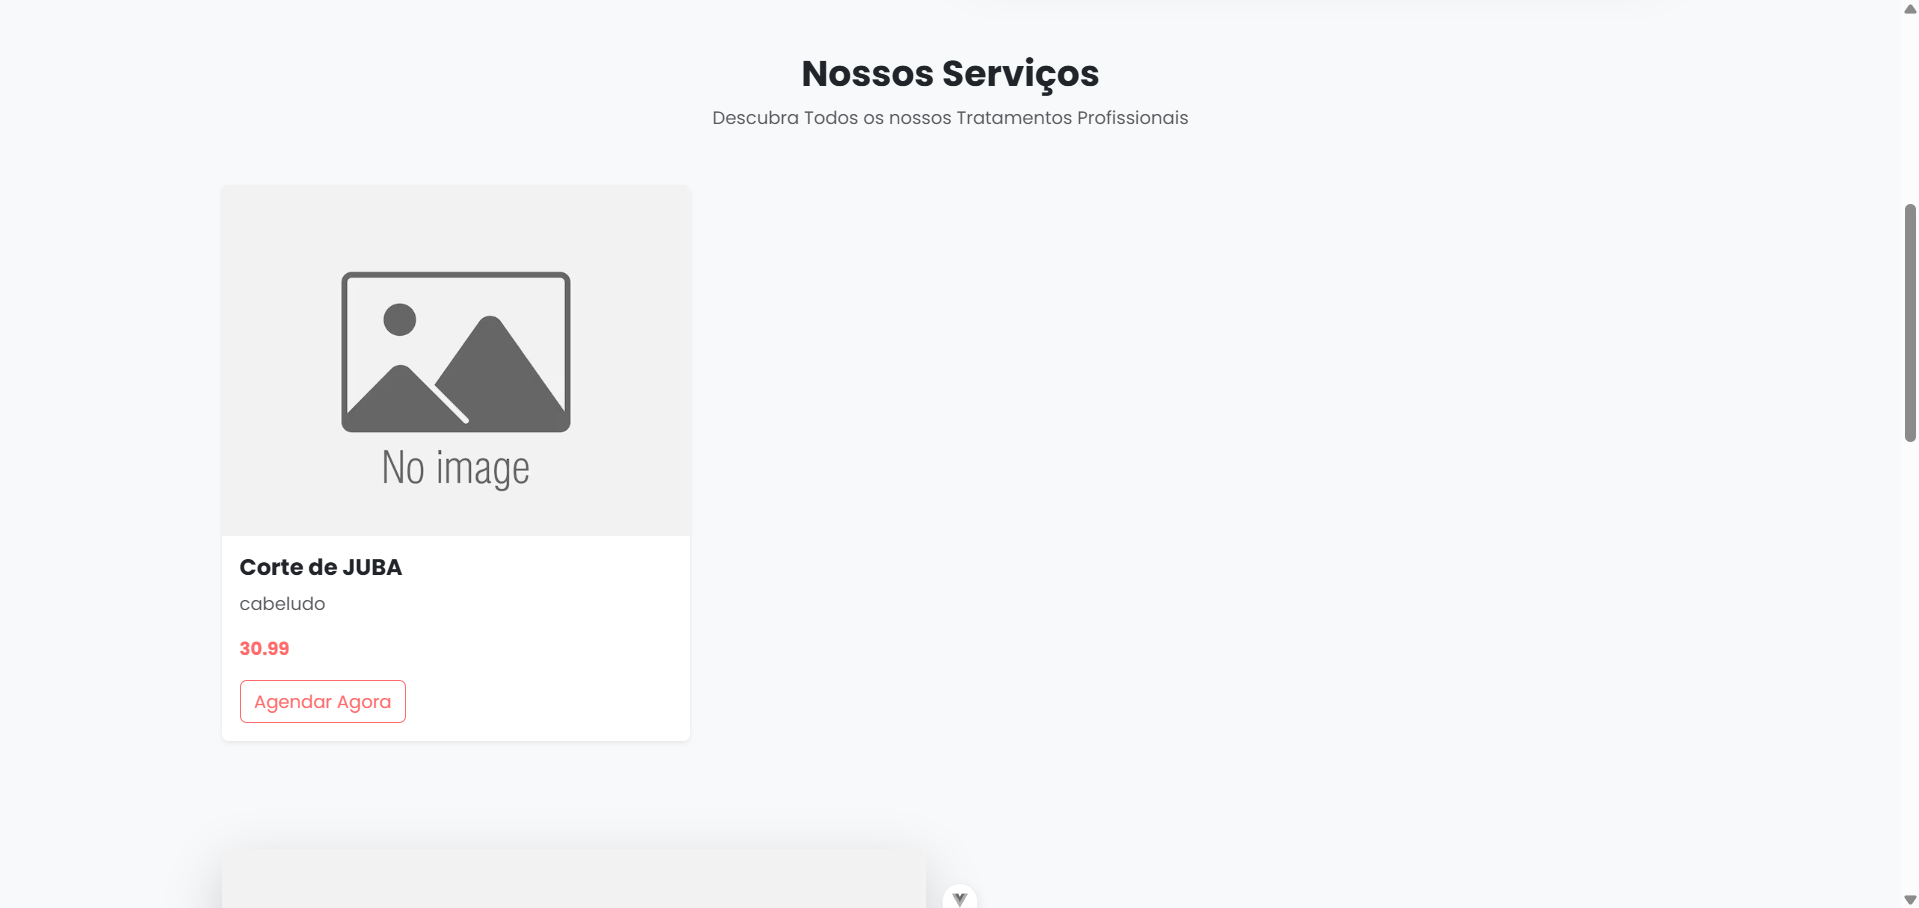 Nossos Serviços
Descubra Todos os nossos Tratamentos Profissionais
No image
Corte de JUBA
cabeludo
30.99
Agendar Agora